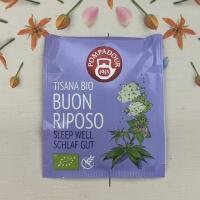 POMPADOUR
1913
TISANA BIO
BUON
RIPOSO
SLEEP WELL
SCHLAF GUT